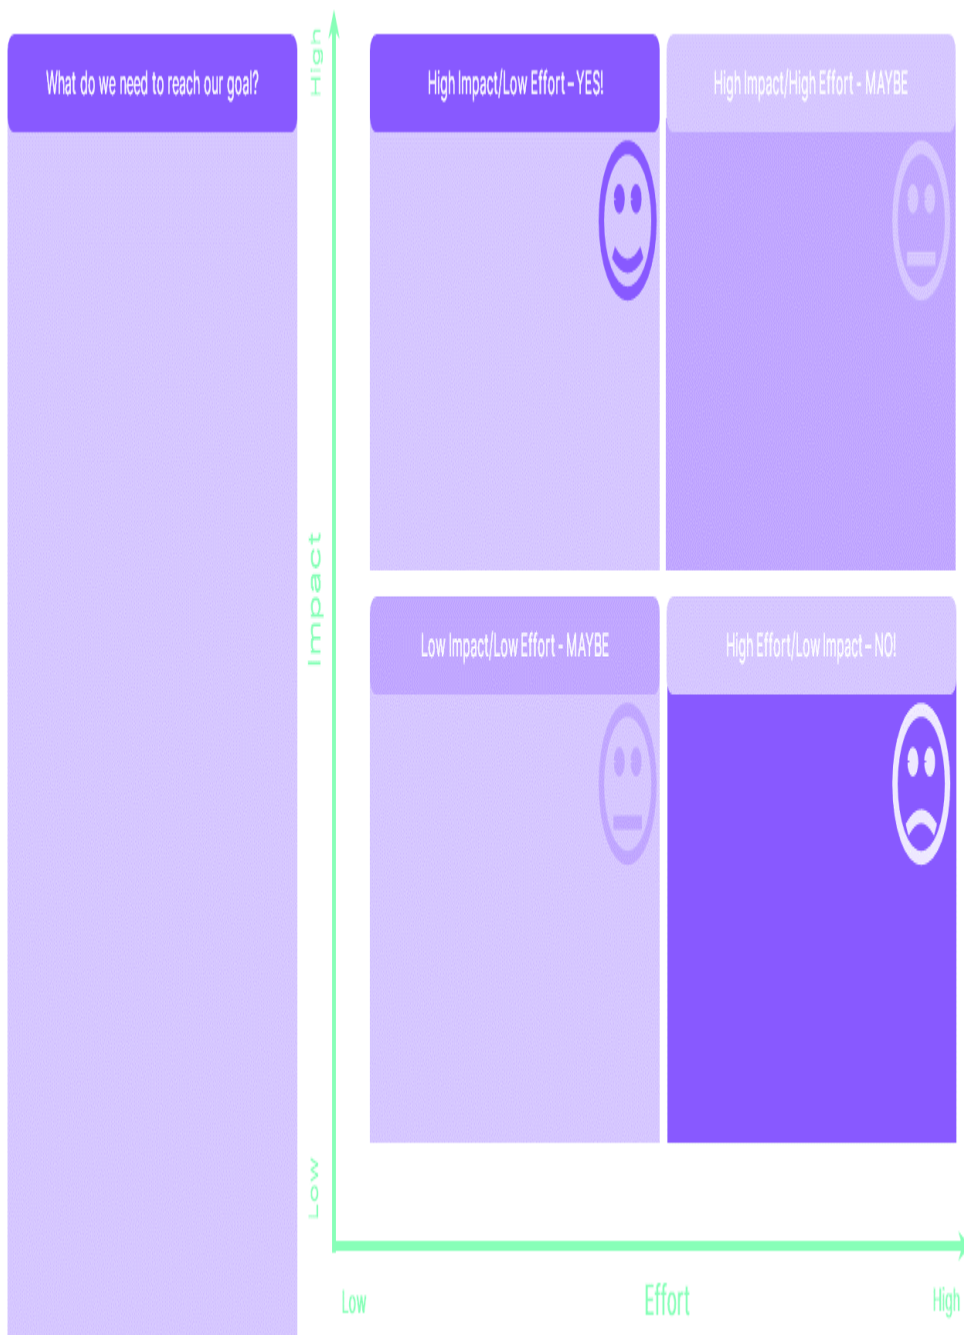 What do we need to reach our goal?
High
High Impact/Low Effort – YES!
High Impact/High Effort - MAYBE
Impact
Low Impact/Low Effort - MAYBE
High Effort/Low Impact – NO!
Low
Low
Effort
High